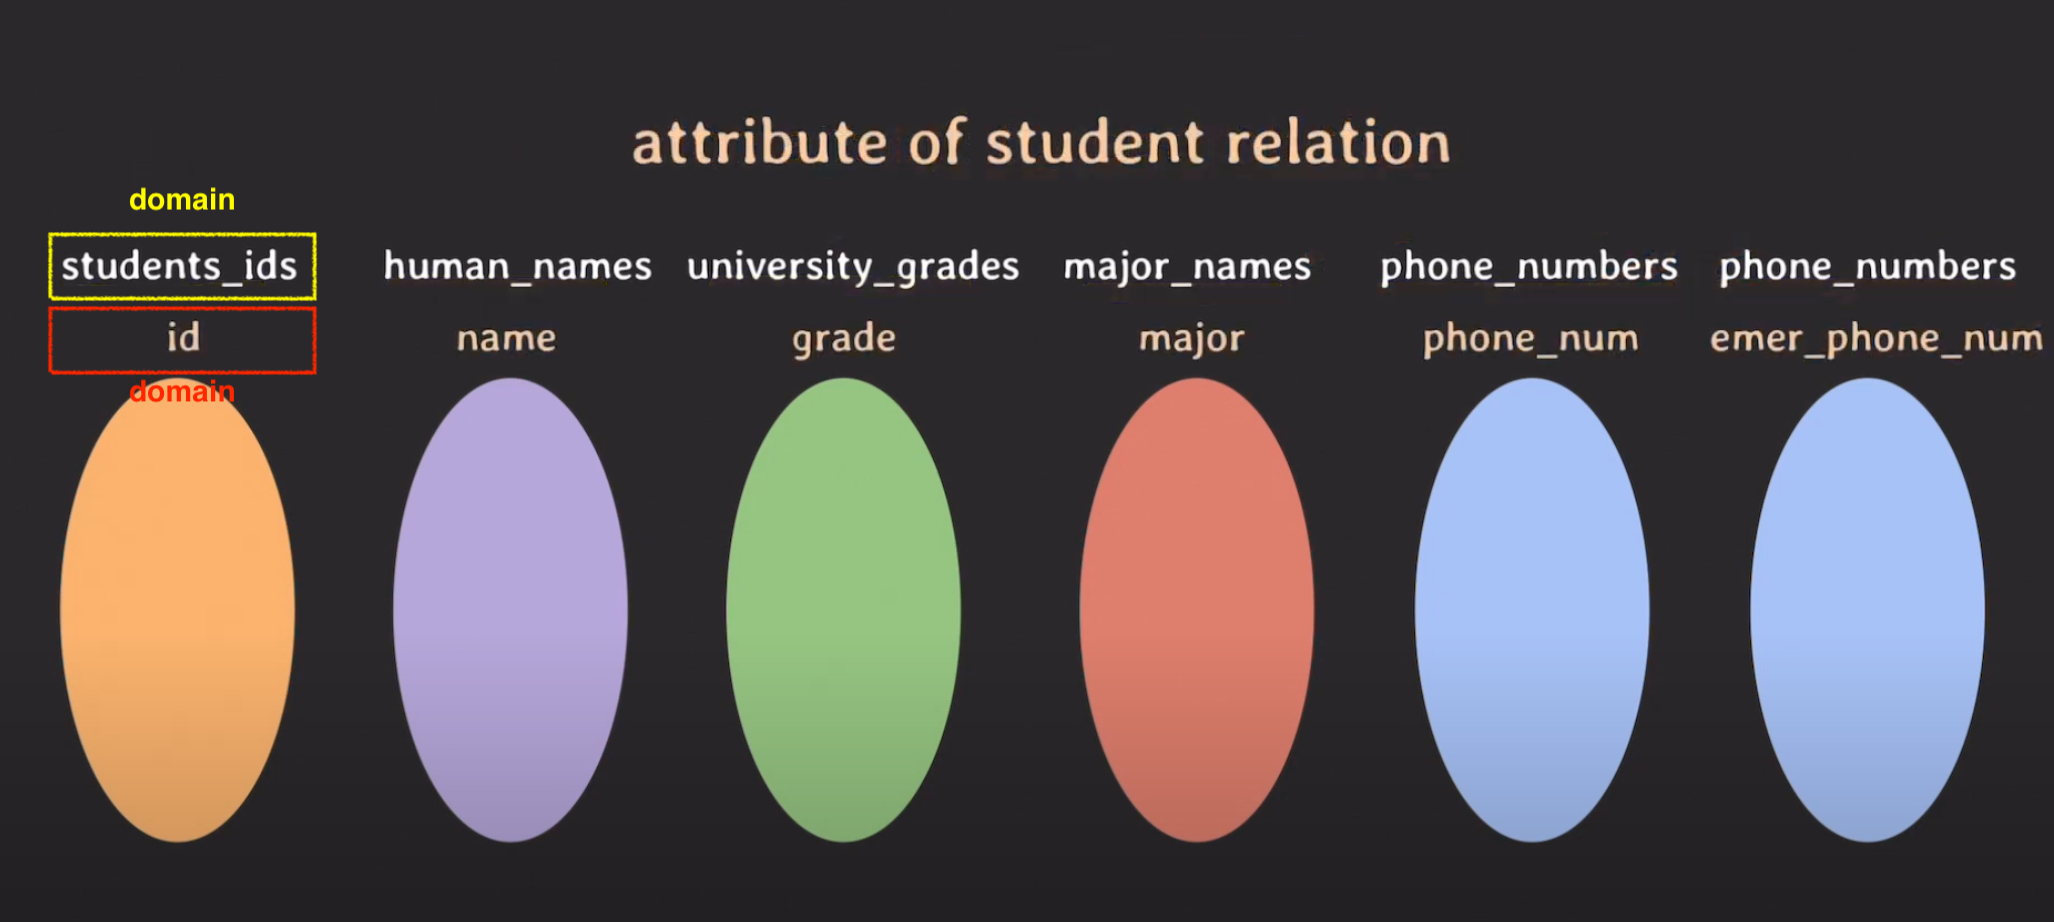 attribute of student relation
domain
students_ids human_names university_grades major_names phone_numbers phone_numbers
id name grade major phone_num emer_phone_num
domain